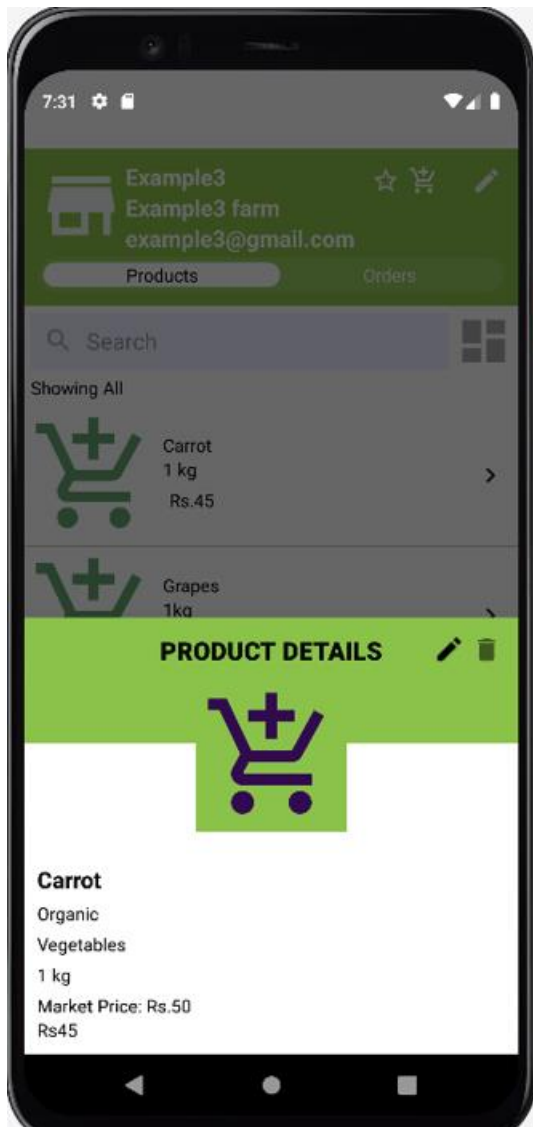 7:31
Example3
Example3 farm
example3@gmail.com
Products
Orders
Search
Showing All
Carrot
1 kg
Rs.45
Grapes
1kg
PRODUCT DETAILS
Carrot
Organic
Vegetables
1 kg
Market Price: Rs.50
Rs45